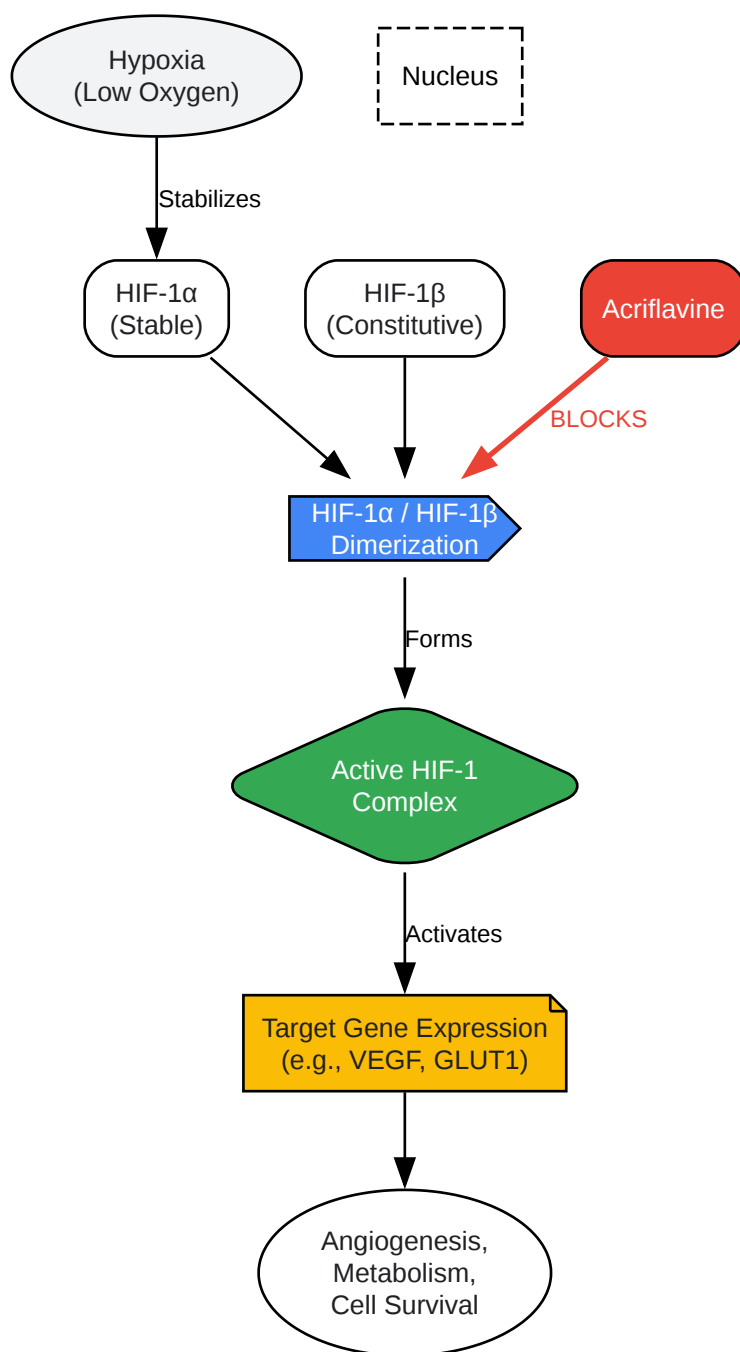 Hypoxia
(Low Oxygen)
Nucleus
Stabilizes
HIF-1α
(Stable)
HIF-1β
(Constitutive)
Acriflavine
BLOCKS
HIF-1α / HIF-1β
Dimerization
Forms
Active HIF-1
Complex
Activates
Target Gene Expression
(e.g., VEGF, GLUT1)
Angiogenesis,
Metabolism,
Cell Survival